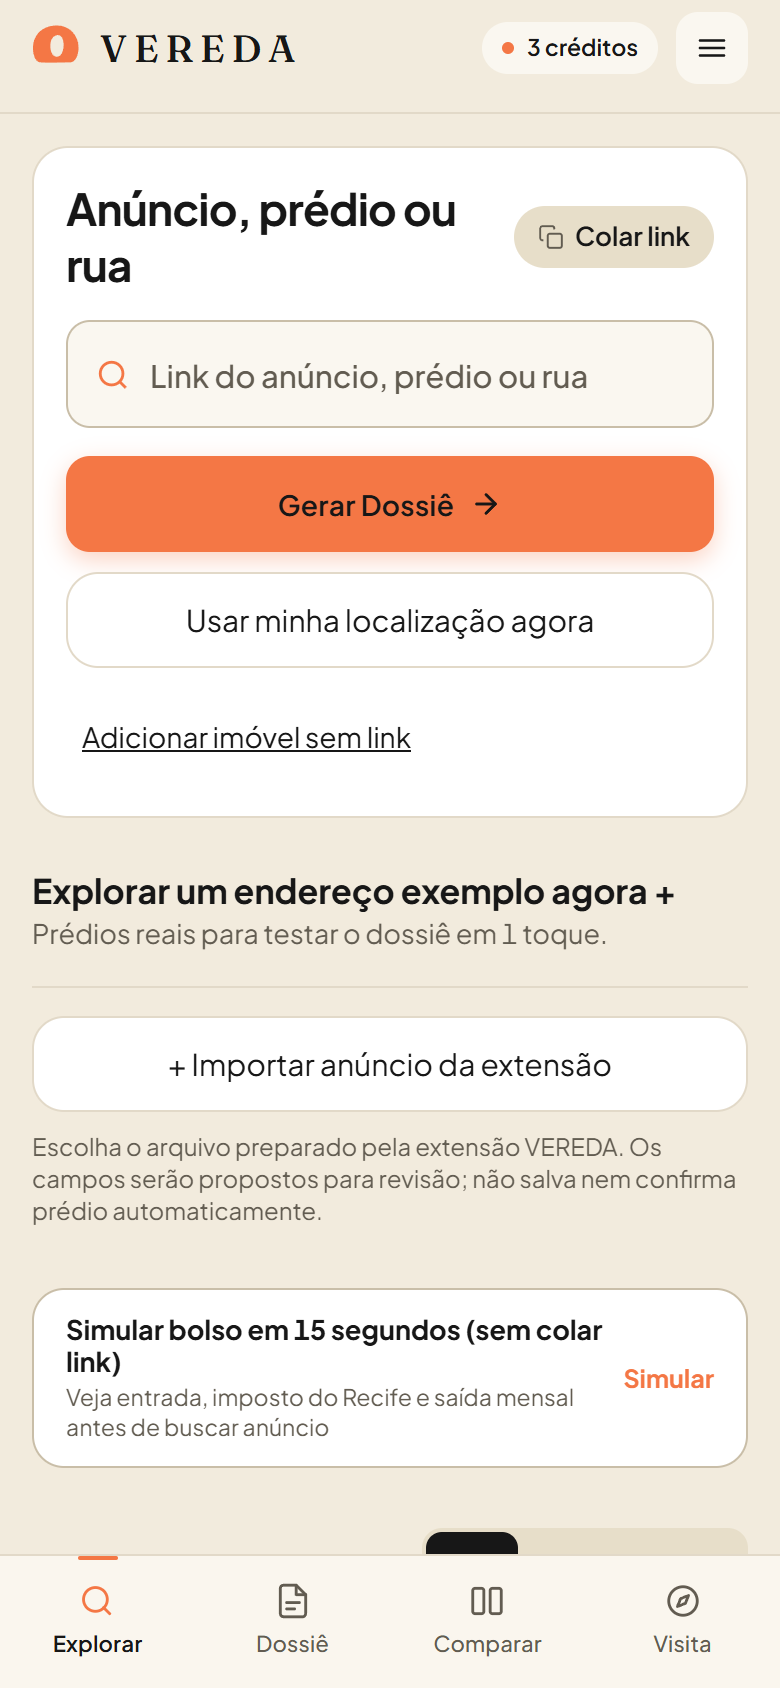 VEREDA
3 créditos
Anúncio, prédio ou
rua
Colar link
Link do anúncio, prédio ou rua
Gerar Dossiê →
Usar minha localização agora
Adicionar imóvel sem link
Explorar um endereço exemplo agora +
Prédios reais para testar o dossiê em 1 toque.
+ Importar anúncio da extensão
Escolha o arquivo preparado pela extensão VEREDA. Os
campos serão propostos para revisão; não salva nem confirma
prédio automaticamente.
Simular bolso em 15 segundos (sem colar
link)
Veja entrada, imposto do Recife e saída mensal
antes de buscar anúncio
Simular
Explorar
Dossiê
Comparar
Visita